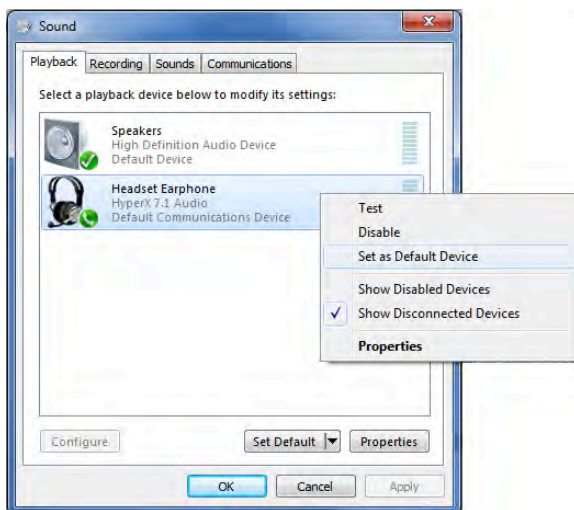 Sound
Playback Recording Sounds Communications
Select a playback device below to modify its settings:
Speakers
High Definition Audio Device
Default Device
Headset Earphone
HyperX 7.1 Audio
Default Communications Device
Test
Disable
Set as Default Device
Show Disabled Devices
Show Disconnected Devices
Properties
Configure Set Default Properties
OK Cancel Apply